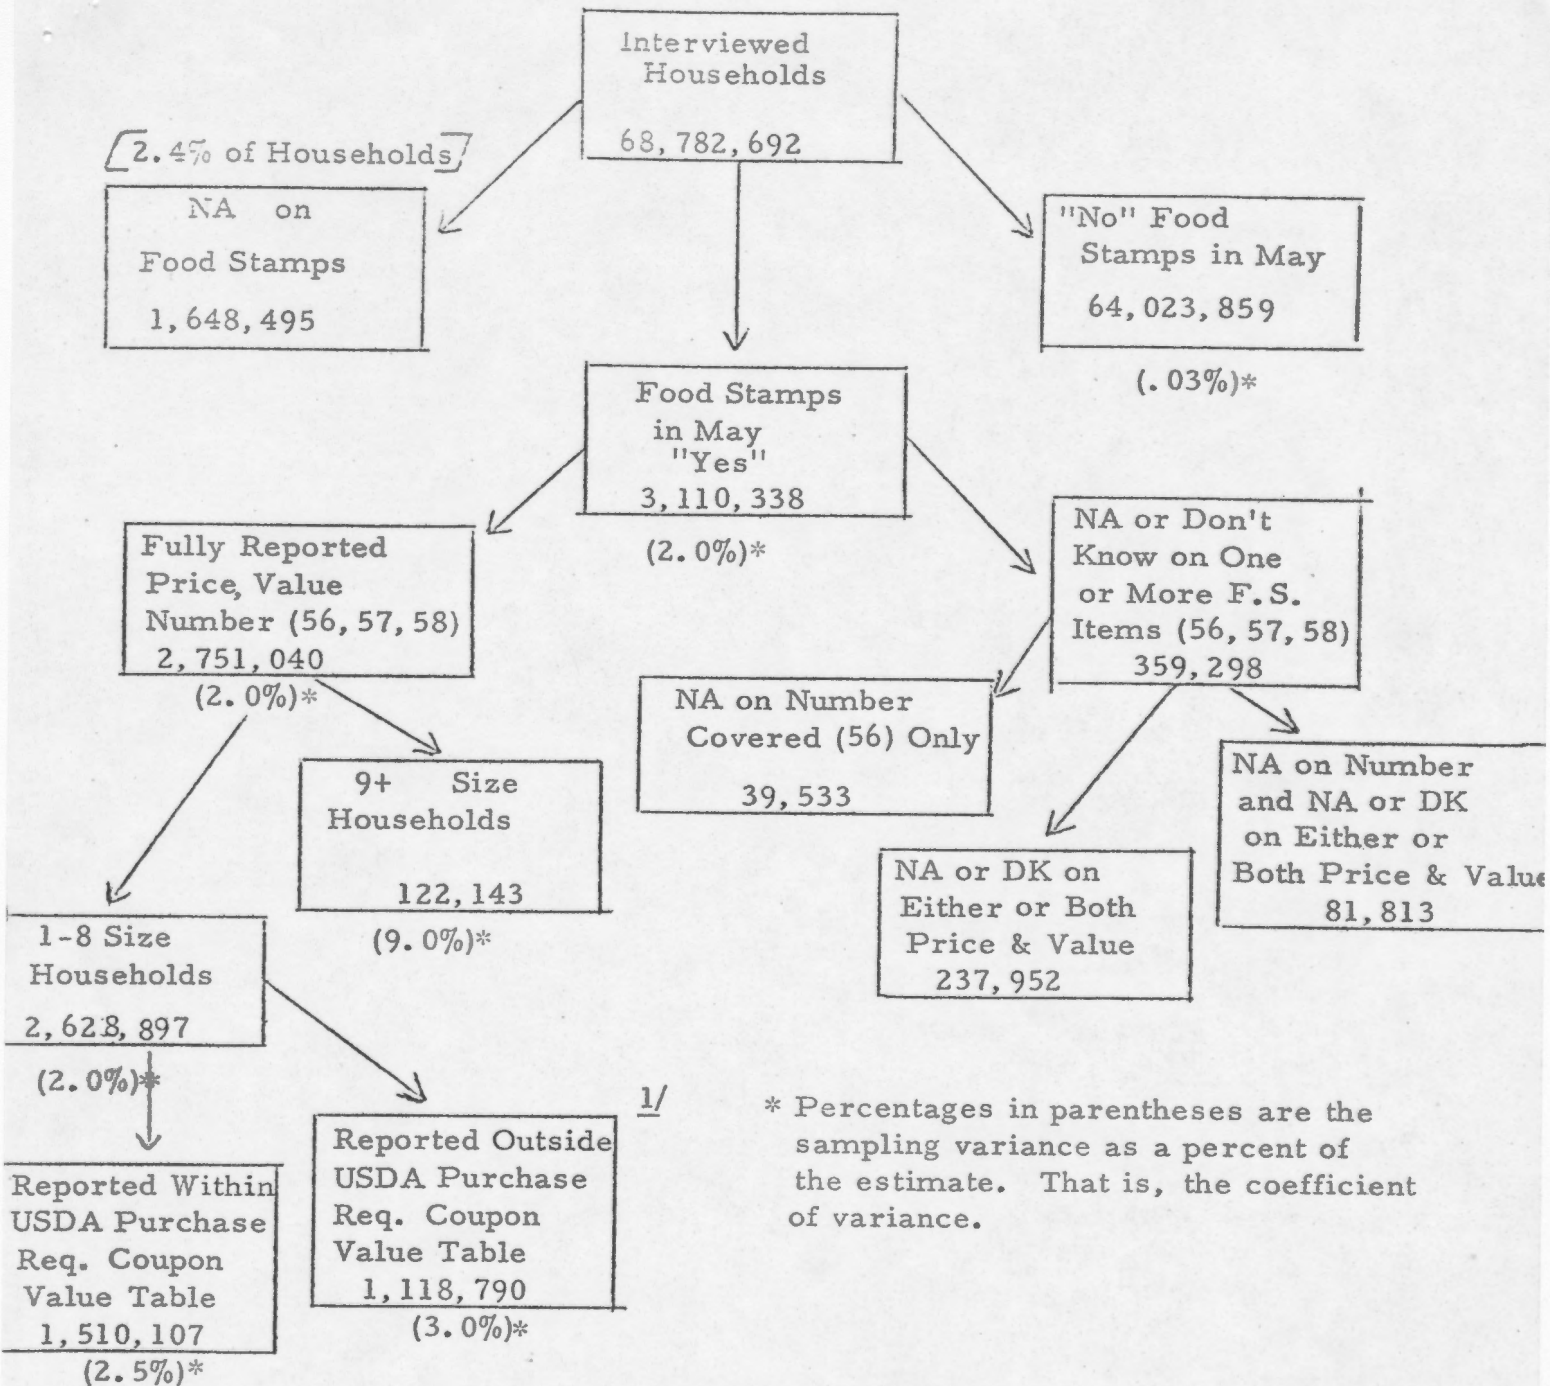 Interviewed
Households
68,782,692
[2.4% of Households]
NA on
Food Stamps
1,648,495
"No" Food
Stamps in May
64,023,859
(.03%)*
Food Stamps
in May
"Yes"
3,110,338
(2.0%)*
Fully Reported
Price, Value
Number (56, 57, 58)
2,751,040
(2.0%)*
NA or Don't
Know on One
or More F.S.
Items (56, 57, 58)
359,298
NA on Number
Covered (56) Only
39,533
9+ Size
Households
122,143
(9.0%)*
NA on Number
and NA or DK
on Either or
Both Price & Value
81,813
NA or DK on
Either or Both
Price & Value
237,952
1-8 Size
Households
2,628,897
(2.0%)*
1/
Reported Outside
USDA Purchase
Req. Coupon
Value Table
1,118,790
(3.0%)*
Reported Within
USDA Purchase
Req. Coupon
Value Table
1,510,107
(2.5%)*
* Percentages in parentheses are the
sampling variance as a percent of
the estimate. That is, the coefficient
of variance.